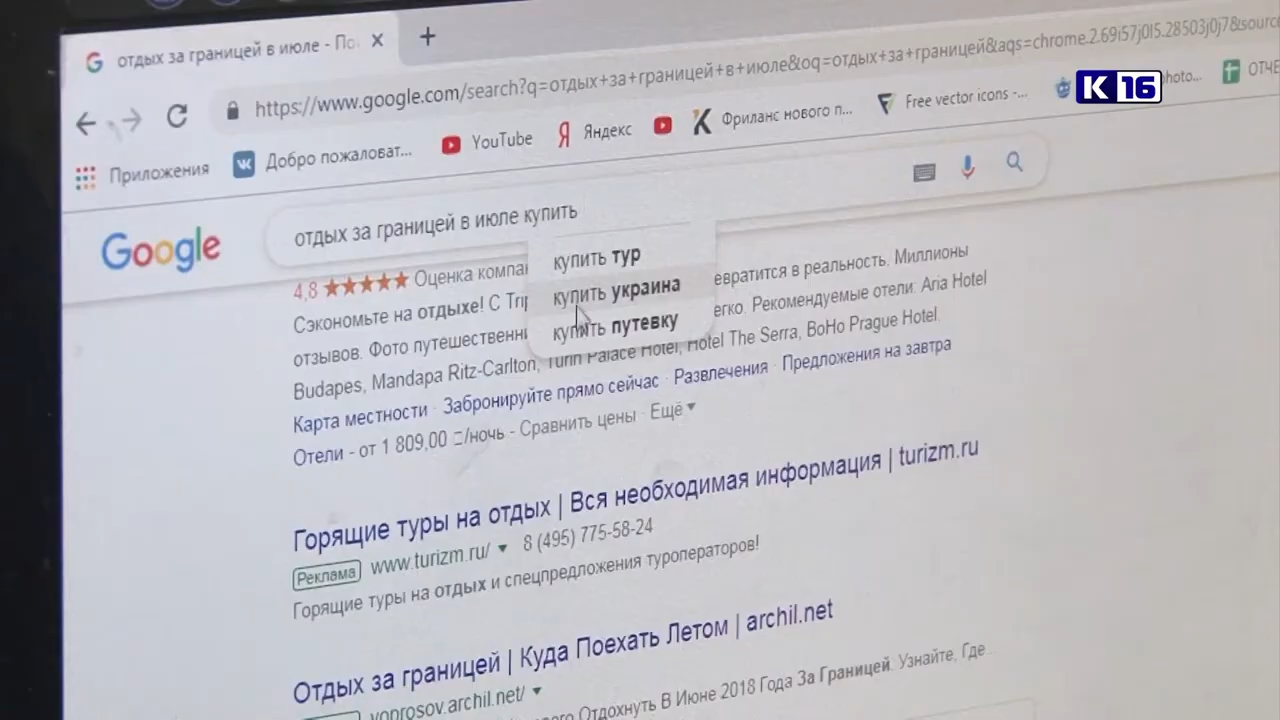 отдых за границей в июле - По
https://www.google.com/search?q=отдых+за+границей+в+июле&oq=отдых+за+границей&aqs=chrome.2.69i57j0l5.28503j0j7&sourc
K 16
Приложения
Добро пожаловат...
YouTube
Яндекс
Фриланс нового п...
Free vector icons -...
photo...
ОТЧЕ
Google
отдых за границей в июле купить
купить тур
купить украина
купить путевку
4,8 Оценка компан
Сэкономьте на отдыхе! С Trip
евратится в реальность. Миллионы
отзывов. Фото путешественни
егко. Рекомендуемые отели: Aria Hotel
Budapes, Mandapa Ritz-Carlton, Turin Palace Hotel, Hotel The Serra, BoHo Prague Hotel.
Карта местности · Забронируйте прямо сейчас · Развлечения · Предложения на завтра
Отели - от 1 809,00 /ночь - Сравнить цены · Ещё
Горящие туры на отдых | Вся необходимая информация | turizm.ru
Реклама www.turizm.ru/ 8 (495) 775-58-24
Горящие туры на отдых и спецпредложения туроператоров!
Отдых за границей | Куда Поехать Летом | archil.net
voprosov.archil.net/
Отдохнуть В Июне 2018 Года За Границей. Узнайте, Где...